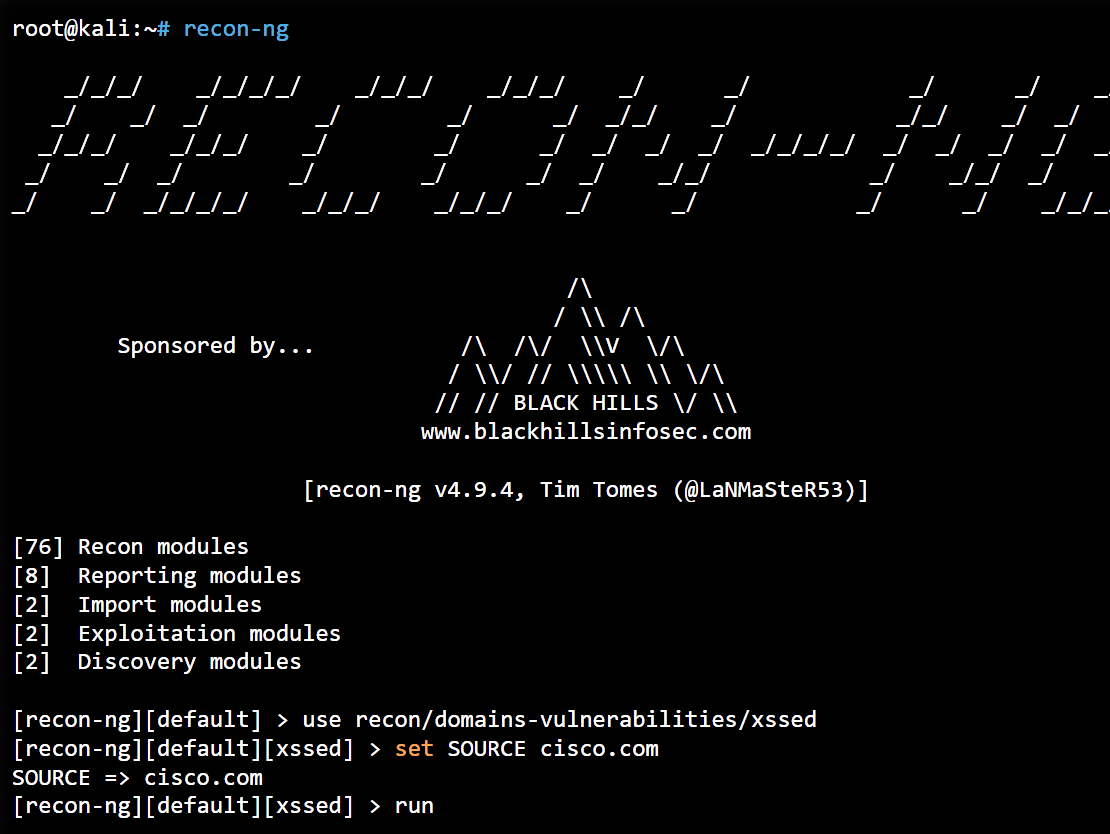 root@kali:~# recon-ng
    _/_/_/    _/_/_/_/    _/_/_/    _/_/_/    _/      _/             _/      _/    _/
   _/    _/  _/        _/        _/      _/  _/_/    _/            _/_/    _/  _/
  _/_/_/    _/_/_/    _/        _/      _/  _/  _/  _/  _/_/_/_/  _/  _/  _/  _/  _/
 _/    _/  _/        _/        _/      _/  _/    _/_/            _/    _/_/  _/
_/    _/  _/_/_/_/    _/_/_/    _/_/_/    _/      _/            _/      _/    _/_/_
/\
/ \\ /\
Sponsored by... /\ /\/ \\V \/\
/ \\/ // \\\\\ \\ \/\
// // BLACK HILLS \/ \\
www.blackhillsinfosec.com
[recon-ng v4.9.4, Tim Tomes (@LaNMaSteR53)]
[76] Recon modules
[8] Reporting modules
[2] Import modules
[2] Exploitation modules
[2] Discovery modules
[recon-ng][default] > use recon/domains-vulnerabilities/xssed
[recon-ng][default][xssed] > set SOURCE cisco.com
SOURCE => cisco.com
[recon-ng][default][xssed] > run